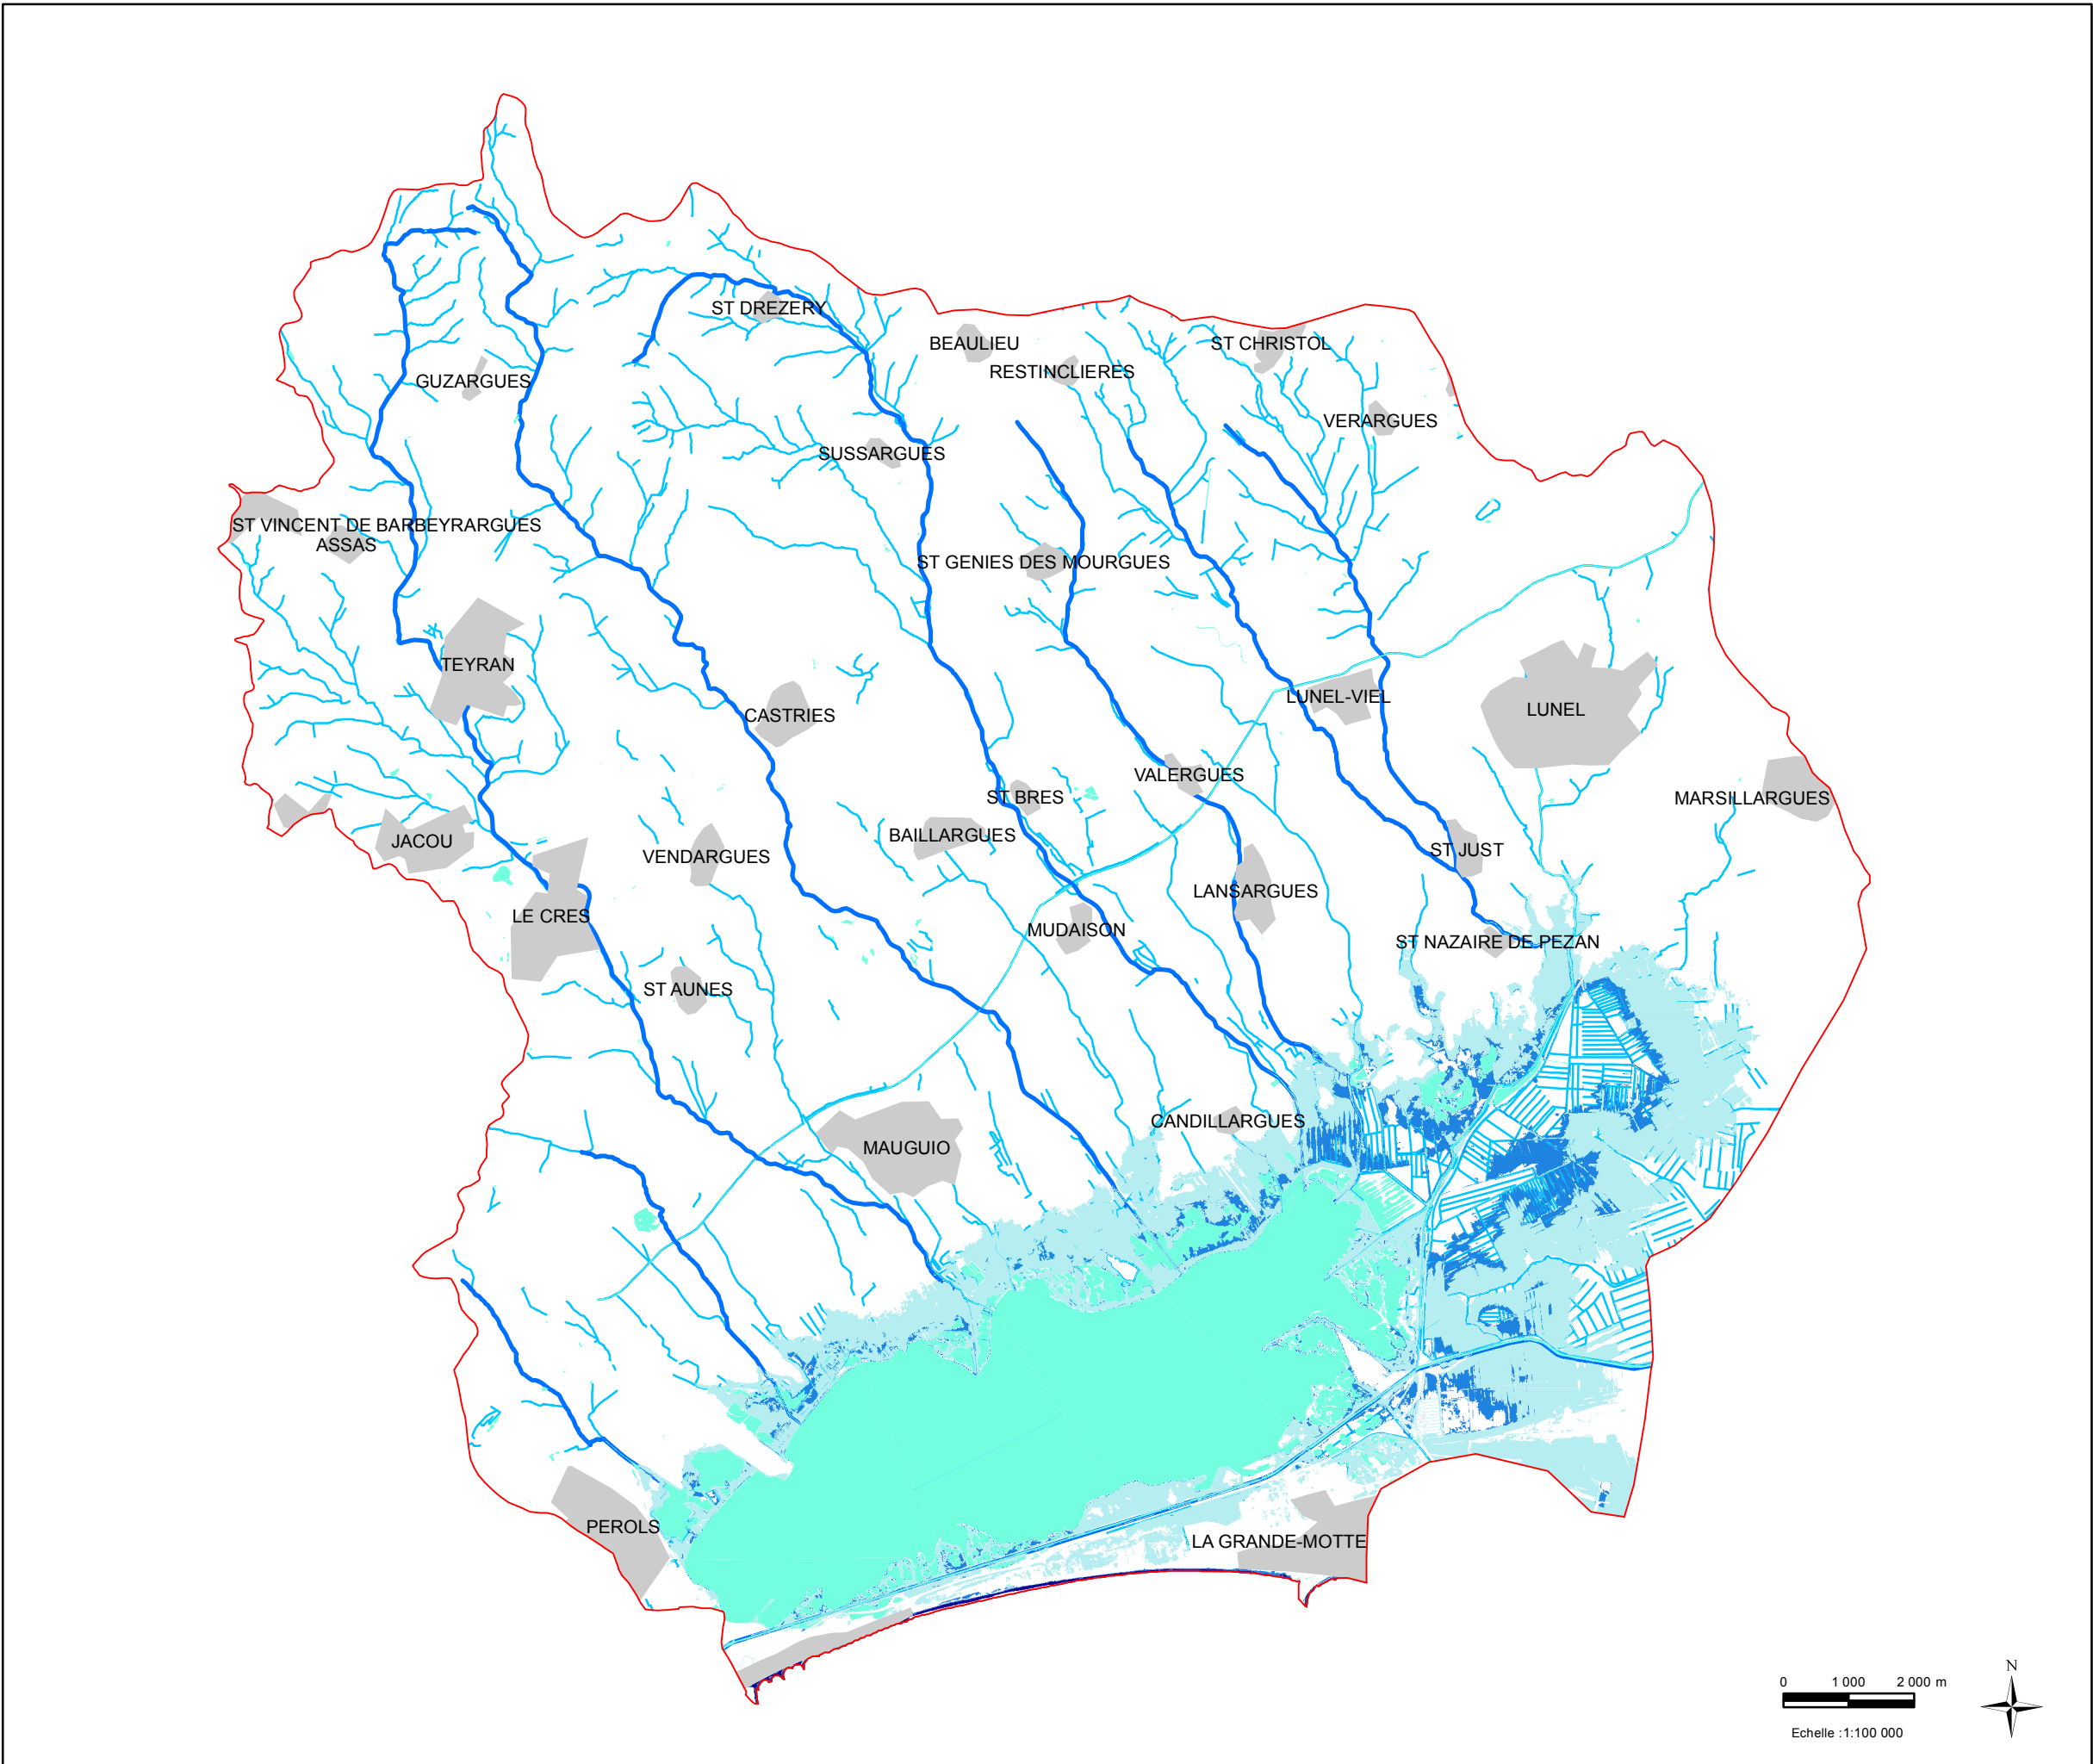 ST DREZERY
BEAULIEU
ST CHRISTOL
RESTINCLIERES
GUZARGUES
VERARGUES
SUSSARGUES
ST VINCENT DE BARBEYRARGUES
ASSAS
ST GENIES DES MOURGUES
TEYRAN
LUNEL-VIEL
LUNEL
CASTRIES
VALERGUES
ST BRES
MARSILLARGUES
BAILLARGUES
JACOU
ST JUST
VENDARGUES
LANSARGUES
LE CRES
MUDAISON
ST NAZAIRE DE PEZAN
ST AUNES
CANDILLARGUES
MAUGUIO
PEROLS
LA GRANDE-MOTTE
N
0 1 000 2 000 m
Echelle :1:100 000